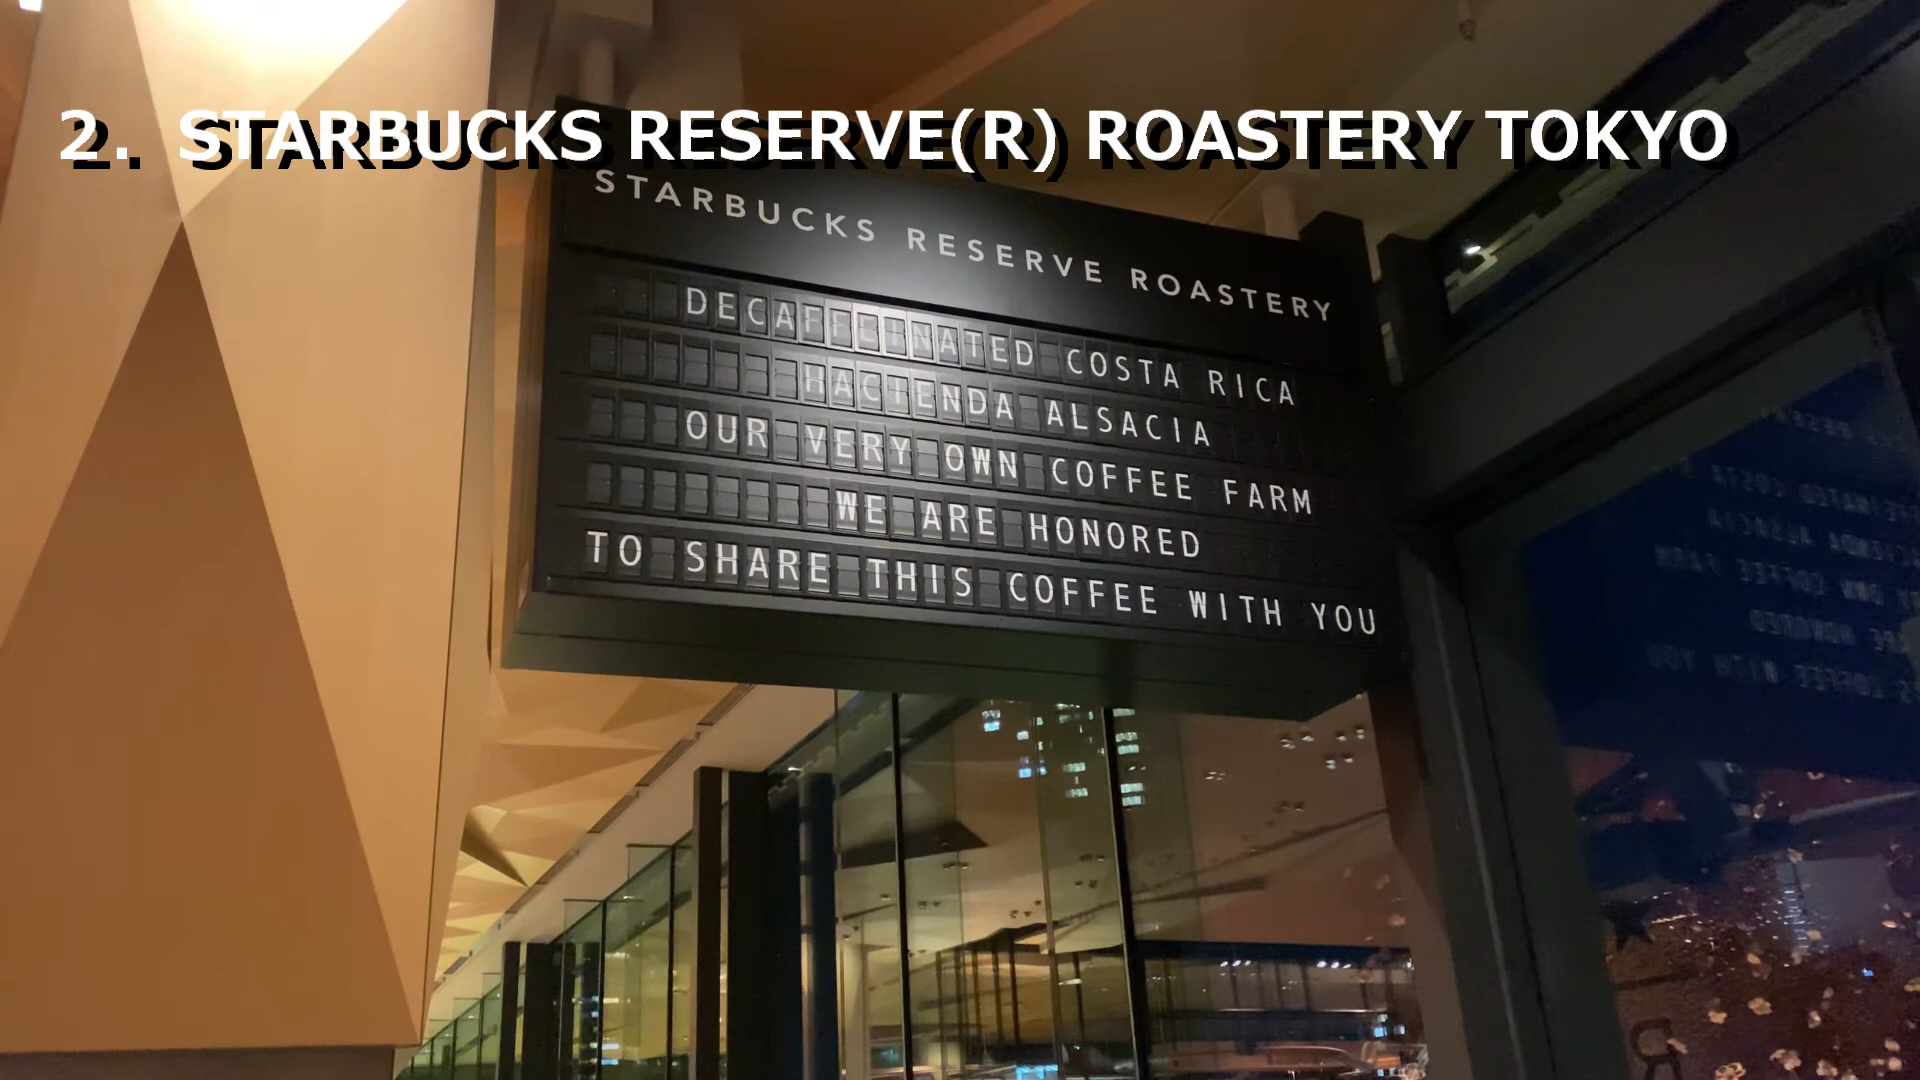 2. STARBUCKS RESERVE(R) ROASTERY TOKYO
STARBUCKS RESERVE ROASTERY
DECAFFEINATED COSTA RICA
HACIENDA ALSACIA
OUR VERY OWN COFFEE FARM
WE ARE HONORED
TO SHARE THIS COFFEE WITH YOU